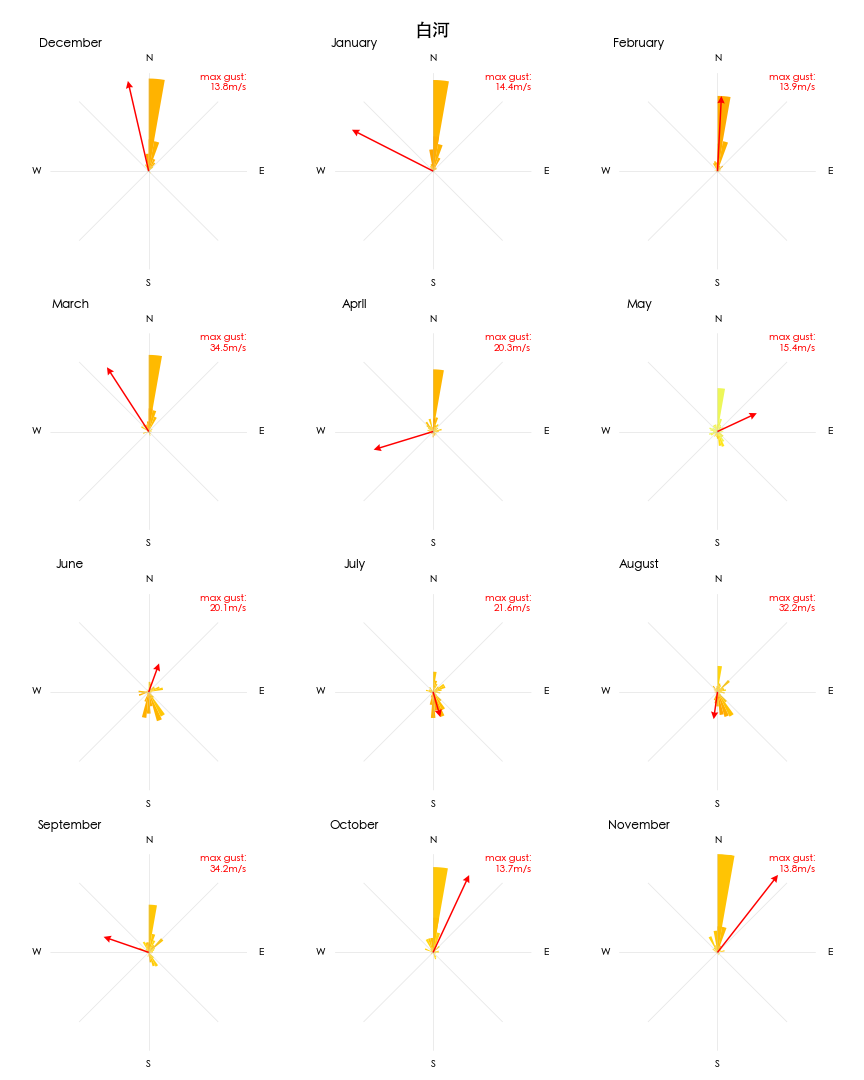 白河
December
N
max gust:
13.8m/s
W
E
S
January
N
max gust:
14.4m/s
W
E
S
February
N
max gust:
13.9m/s
W
E
S
March
N
max gust:
34.5m/s
W
E
S
April
N
max gust:
20.3m/s
W
E
S
May
N
max gust:
15.4m/s
W
E
S
June
N
max gust:
20.1m/s
W
E
S
July
N
max gust:
21.6m/s
W
E
S
August
N
max gust:
32.2m/s
W
E
S
September
N
max gust:
34.2m/s
W
E
S
October
N
max gust:
13.7m/s
W
E
S
November
N
max gust:
13.8m/s
W
E
S